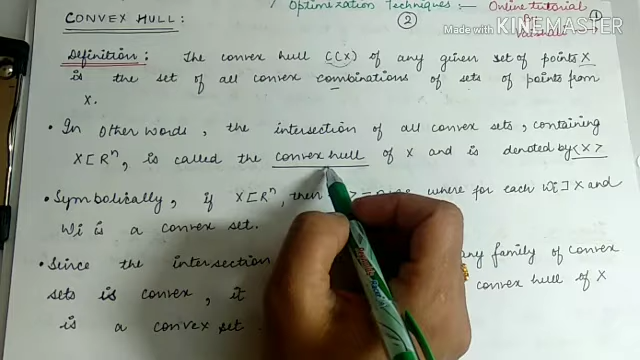 Optimization Techniques : - Online tutorial
CONVEX HULL : ② By ①
Made with KINEMASTER
Definition : The convex hull C(X) of any given set of points X
is the set of all convex combinations of sets of points from
X.
• In other words, the intersection of all convex sets, containing
X⊏Rⁿ, is called the convex hull of X and is denoted by <X>
• Symbolically, if X⊏Rⁿ, then where for each Wi⊐X and
Wi is a convex set.
• Since the intersection any family of convex
sets is convex, it convex hull of X
is a convex set.